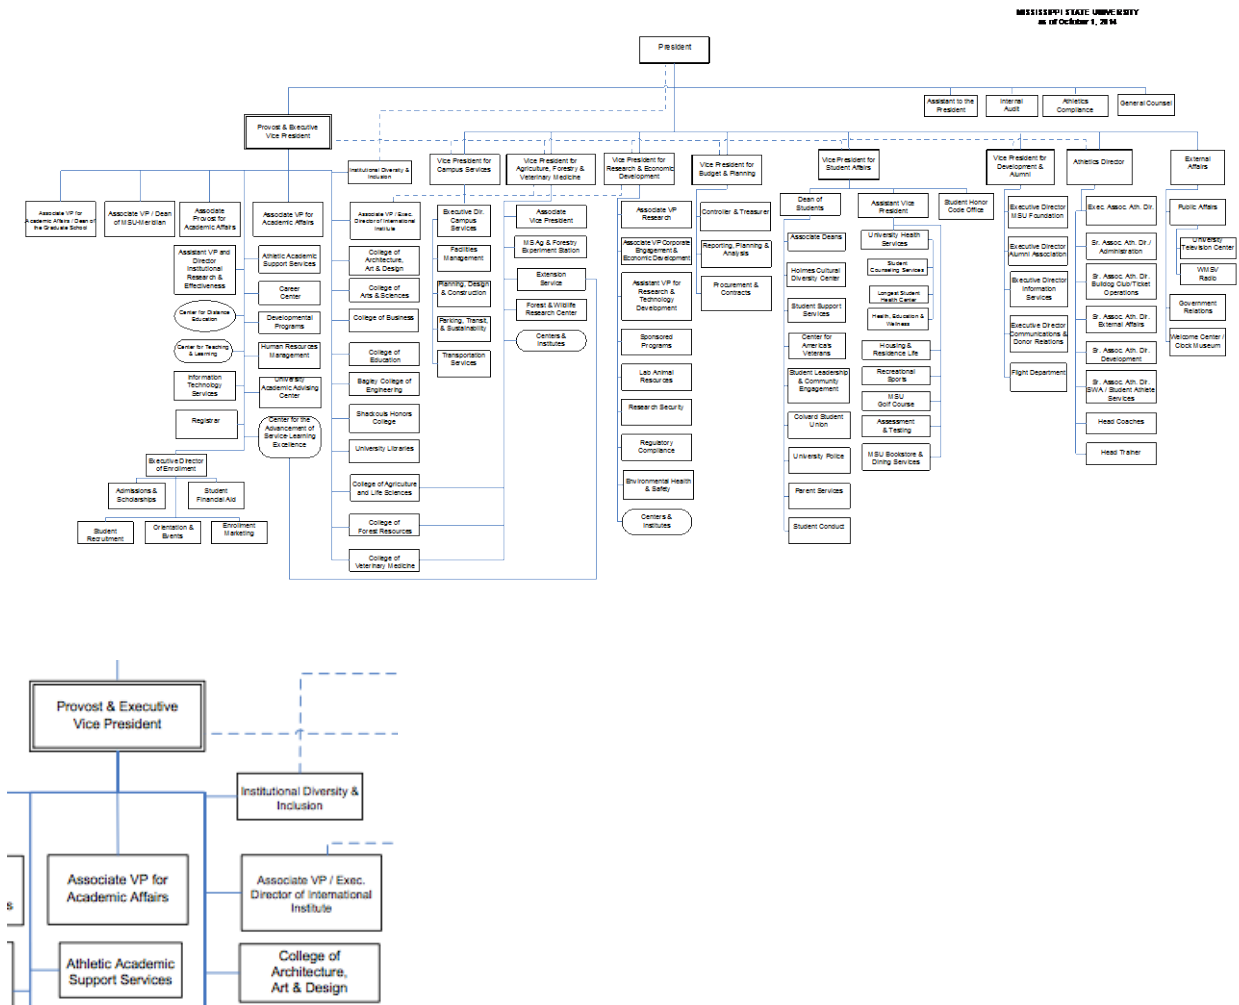 MISSISSIPPI STATE UNIVERSITY
as of October 1, 2014
President
Assistant to the
President
Internal
Audit
Athletics
Compliance
General Counsel
Provost & Executive
Vice President
Institutional Diversity &
Inclusion
Vice President for
Campus Services
Vice President for
Agriculture, Forestry &
Veterinary Medicine
Vice President for
Research & Economic
Development
Vice President for
Budget & Planning
Vice President for
Student Affairs
Vice President for
Development &
Alumni
Athletics Director
External
Affairs
Associate VP for
Academic Affairs / Dean of
the Graduate School
Associate VP / Dean
of MSU-Meridian
Associate
Provost for
Academic Affairs
Associate VP for
Academic Affairs
Assistant VP and
Director
Institutional
Research &
Effectiveness
Center for Distance
Education
Center for Teaching
& Learning
Information
Technology
Services
Registrar
Executive Director
of Enrollment
Admissions &
Scholarships
Student
Financial Aid
Student
Recruitment
Orientation &
Events
Enrollment
Marketing
Athletic Academic
Support Services
Career
Center
Developmental
Programs
Human Resources
Management
University
Academic Advising
Center
Center for the
Advancement of
Service Learning
Excellence
Associate VP / Exec.
Director of International
Institute
College of
Architecture,
Art & Design
College of
Arts & Sciences
College of Business
College of
Education
Bagley College of
Engineering
Shackouls Honors
College
University Libraries
College of Agriculture
and Life Sciences
College of
Forest Resources
College of
Veterinary Medicine
Executive Dir.
Campus
Services
Facilities
Management
Planning, Design
& Construction
Parking, Transit,
& Sustainability
Transportation
Services
Associate
Vice President
MS Ag & Forestry
Experiment Station
Extension
Service
Forest & Wildlife
Research Center
Centers &
Institutes
Associate VP
Research
Associate VP Corporate
Engagement &
Economic Development
Assistant VP for
Research &
Technology
Development
Sponsored
Programs
Lab Animal
Resources
Research Security
Regulatory
Compliance
Environmental Health
& Safety
Centers &
Institutes
Controller & Treasurer
Reporting, Planning &
Analysis
Procurement &
Contracts
Dean of
Students
Associate Deans
Holmes Cultural
Diversity Center
Student Support
Services
Center for
America's
Veterans
Student Leadership
& Community
Engagement
Colvard Student
Union
University Police
Parent Services
Student Conduct
Assistant Vice
President
University Health
Services
Student
Counseling Services
Longest Student
Health Center
Health, Education &
Wellness
Housing &
Residence Life
Recreational
Sports
MSU
Golf Course
Assessment
& Testing
MSU Bookstore &
Dining Services
Student Honor
Code Office
Executive Director
MSU Foundation
Executive Director
Alumni Association
Executive Director
Information
Services
Executive Director
Communications &
Donor Relations
Flight Department
Exec. Assoc. Ath. Dir.
Sr. Assoc. Ath. Dir /
Administration
Sr. Assoc. Ath. Dir.
Bulldog Club/Ticket
Operations
Sr. Assoc. Ath. Dir.
External Affairs
Sr. Assoc. Ath. Dir.
Development
Sr. Assoc. Ath. Dir.
SWA / Student Athlete
Services
Head Coaches
Head Trainer
Public Affairs
University
Television Center
WMSV
Radio
Government
Relations
Welcome Center /
Clock Museum
Provost & Executive
Vice President
Institutional Diversity &
Inclusion
Associate VP for
Academic Affairs
Associate VP / Exec.
Director of International
Institute
s
Athletic Academic
Support Services
College of
Architecture,
Art & Design